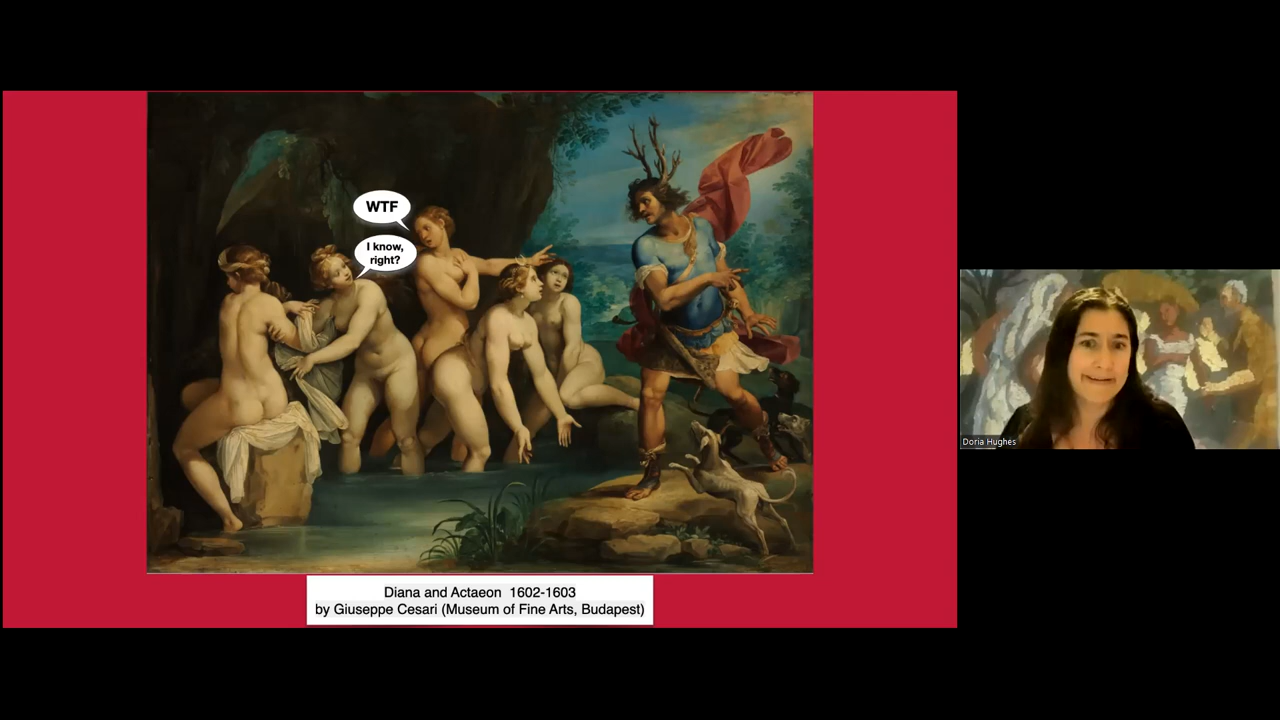 WTF
I know,
right?
Diana and Actaeon 1602-1603
by Giuseppe Cesari (Museum of Fine Arts, Budapest)
Doria Hughes